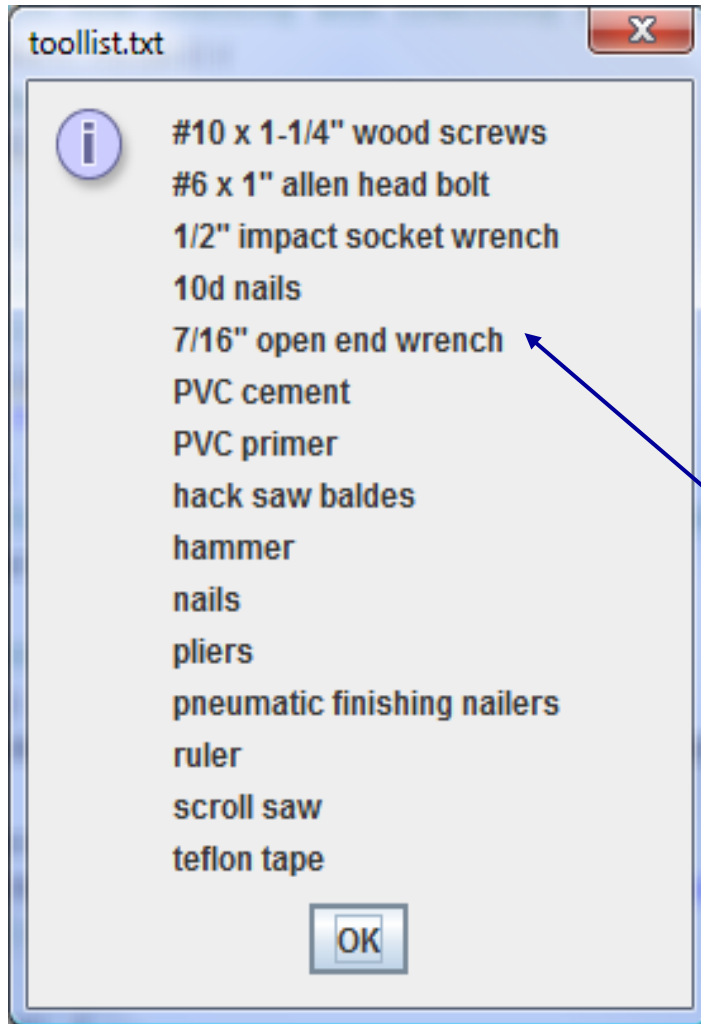 toollist.txt
X
#10 x 1-1/4" wood screws
#6 x 1" allen head bolt
1/2" impact socket wrench
10d nails
7/16" open end wrench
PVC cement
PVC primer
hack saw baldes
hammer
nails
pliers
pneumatic finishing nailers
ruler
scroll saw
teflon tape
OK